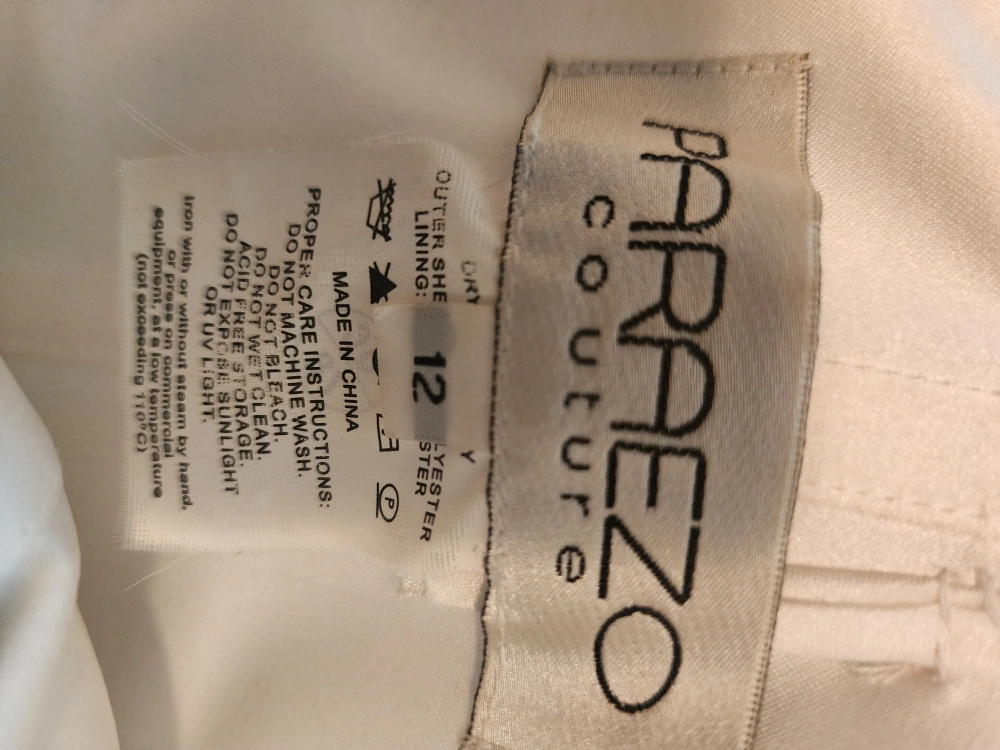 PARAEZO
couture
DRY
Y
OUTER SHE
LYESTER
LINING:
STER
12
P
MADE IN CHINA
PROPER CARE INSTRUCTIONS:
DO NOT MACHINE WASH.
DO NOT BLEACH.
DO NOT WET CLEAN.
ACID FREE STORAGE.
DO NOT EXPOSE SUNLIGHT
OR UV LIGHT.
Iron with or without steam by hand,
or press on commercial
equipment, at a low temperature
(not exceeding 110°C)